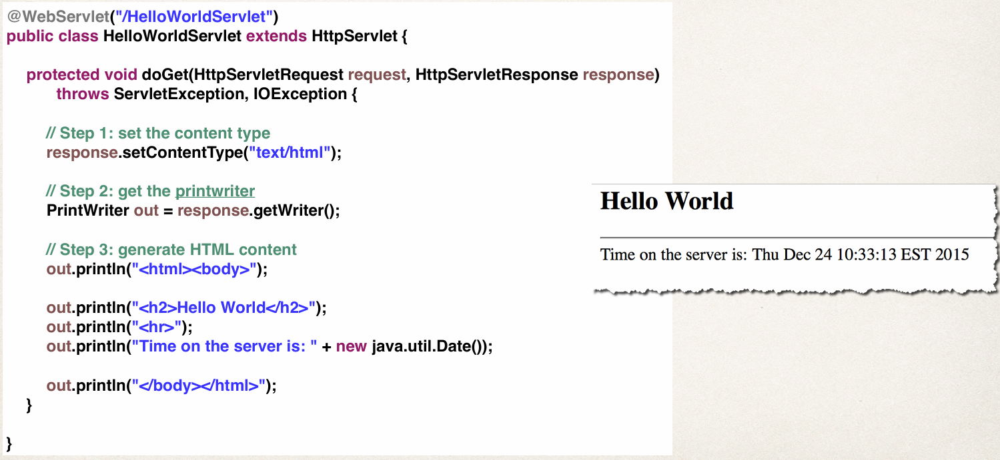 @WebServlet("/HelloWorldServlet")
public class HelloWorldServlet extends HttpServlet {
protected void doGet(HttpServletRequest request, HttpServletResponse response)
throws ServletException, IOException {
// Step 1: set the content type
response.setContentType("text/html");
// Step 2: get the printwriter
PrintWriter out = response.getWriter();
// Step 3: generate HTML content
out.println("<html><body>");
out.println("<h2>Hello World</h2>");
out.println("<hr>");
out.println("Time on the server is: " + new java.util.Date());
out.println("</body></html>");
}
}
Hello World
Time on the server is: Thu Dec 24 10:33:13 EST 2015